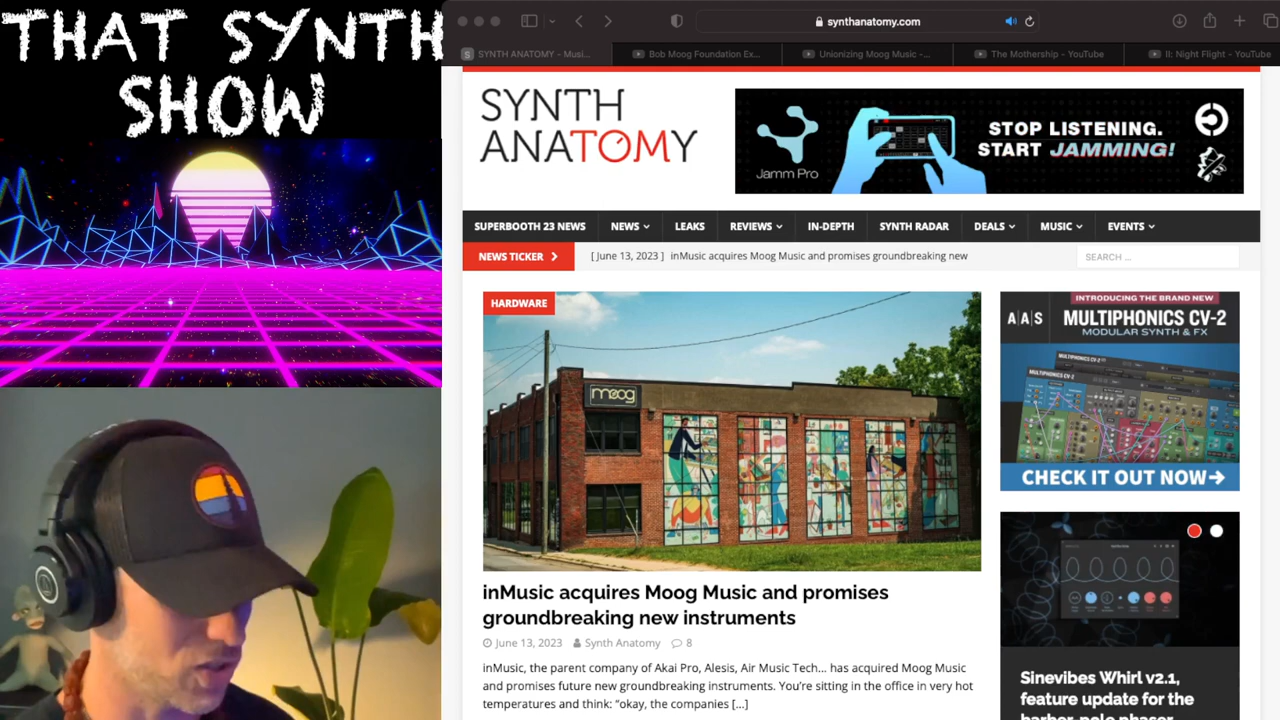 THAT SYNTH
SHOW
synthanatomy.com
S SYNTH ANATOMY – Musi...
Bob Moog Foundation Ex...
Unionizing Moog Music -...
The Mothership - YouTube
II: Night Flight - YouTube
SYNTH
ANATOMY
Jamm Pro
STOP LISTENING.
START JAMMING!
SUPERBOOTH 23 NEWS
NEWS
LEAKS
REVIEWS
IN-DEPTH
SYNTH RADAR
DEALS
MUSIC
EVENTS
NEWS TICKER
[ June 13, 2023 ] inMusic acquires Moog Music and promises groundbreaking new
SEARCH ...
HARDWARE
moog
inMusic acquires Moog Music and promises
groundbreaking new instruments
June 13, 2023 Synth Anatomy 8
inMusic, the parent company of Akai Pro, Alesis, Air Music Tech... has acquired Moog Music
and promises future new groundbreaking instruments. You’re sitting in the office in very hot
temperatures and think: “okay, the companies [...]
INTRODUCING THE BRAND NEW
A|A|S
MULTIPHONICS CV-2
MODULAR SYNTH & FX
MULTIPHONICS CV-2
MULTIPHONICS CV-2
CHECK IT OUT NOW→
Sinevibes Whirl v2.1,
feature update for the
barber-pole phaser